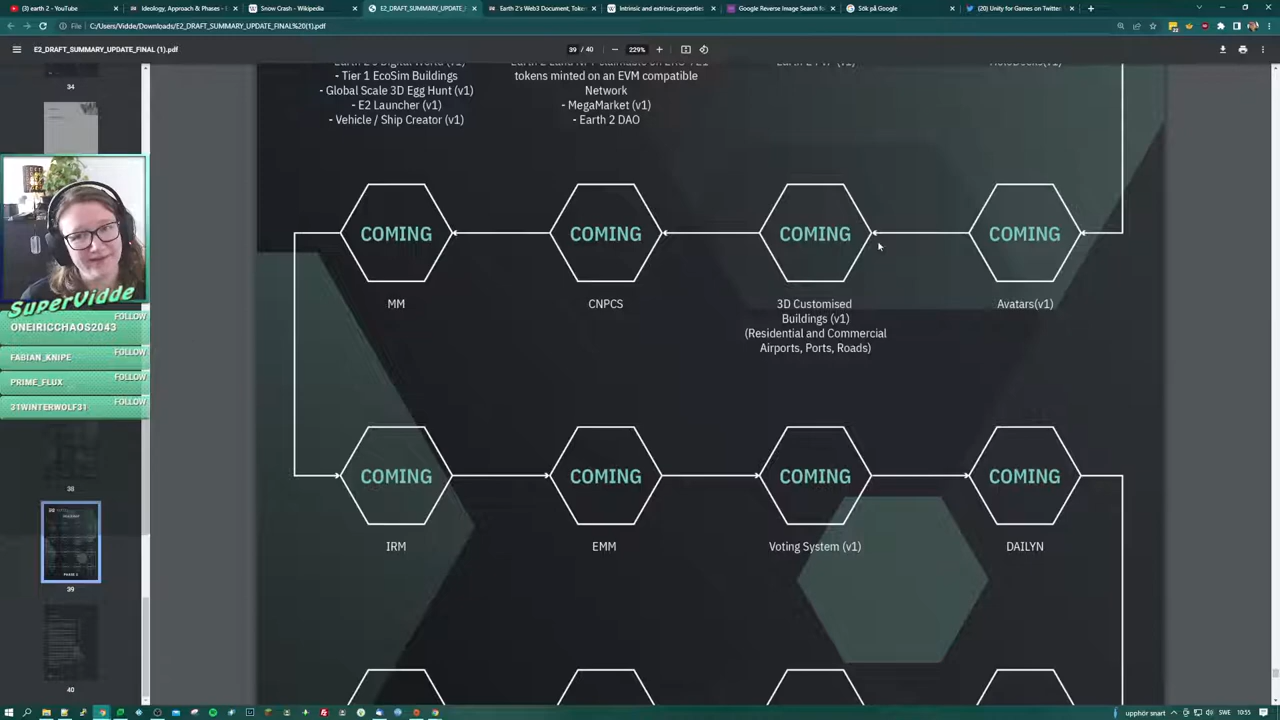 earth 2 - YouTube
Ideology, Approach & Phases - E
Snow Crash - Wikipedia
E2_DRAFT_SUMMARY_UPDATE_
Earth 2's Web3 Document, Token
Intrinsic and extrinsic properties
Google Reverse Image Search fo
Sök på Google
(20) Unity for Games on Twitter
File
C:/Users/Vidde/Downloads/E2_DRAFT_SUMMARY_UPDATE_FINAL%20(1).pdf
E2_DRAFT_SUMMARY_UPDATE_FINAL (1).pdf
39 / 40
229%
34
38
39
40
SuperVidde
ONEIRICCHAOS2043 FOLLOW
FABIAN_KNIPE FOLLOW
PRIME_FLUX FOLLOW
31WINTERWOLF31 FOLLOW
- Tier 1 EcoSim Buildings
- Global Scale 3D Egg Hunt (v1)
- E2 Launcher (v1)
- Vehicle / Ship Creator (v1)
tokens minted on an EVM compatible
Network
- MegaMarket (v1)
- Earth 2 DAO
COMING
COMING
COMING
COMING
MM
CNPCS
3D Customised
Buildings (v1)
(Residential and Commercial
Airports, Ports, Roads)
Avatars(v1)
COMING
COMING
COMING
COMING
IRM
EMM
Voting System (v1)
DAILYN
upphör snart
SWE
10:55